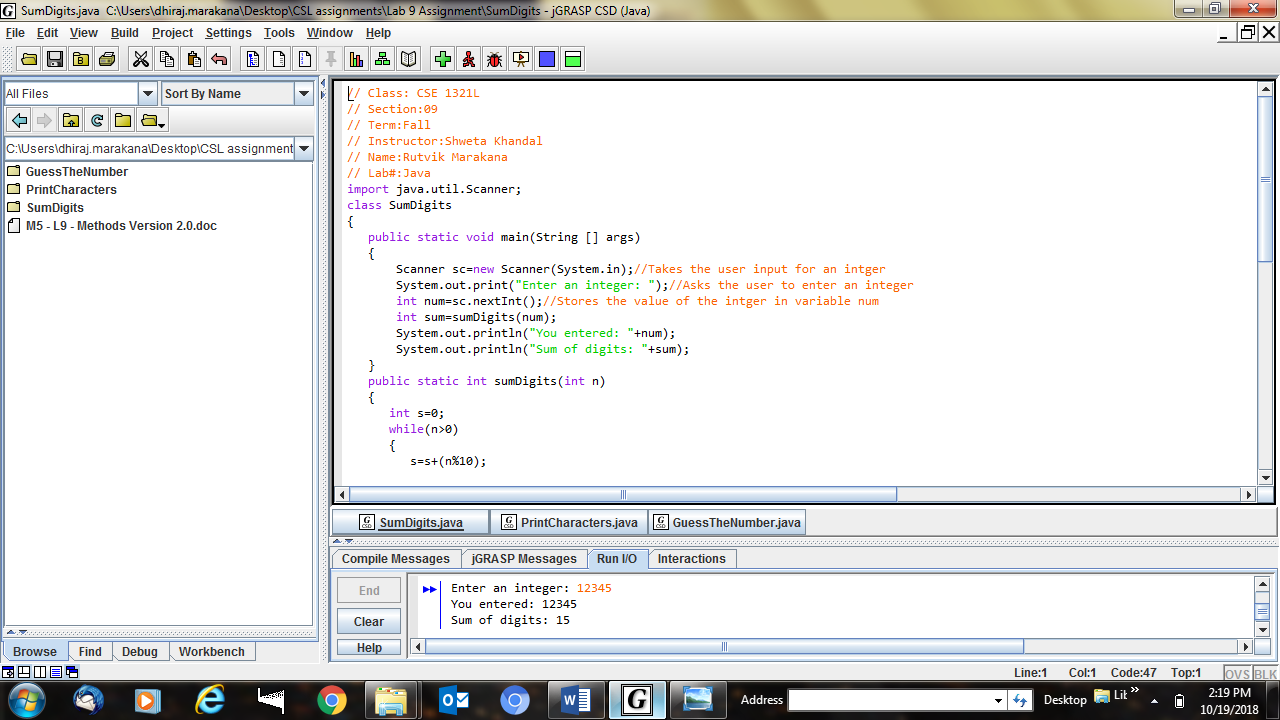 SumDigits.java C:\Users\dhiraj.marakana\Desktop\CSL assignments\Lab 9 Assignment\SumDigits - jGRASP CSD (Java)
File Edit View Build Project Settings Tools Window Help
All Files
Sort By Name
C:\Users\dhiraj.marakana\Desktop\CSL assignment
GuessTheNumber
PrintCharacters
SumDigits
M5 - L9 - Methods Version 2.0.doc
Browse Find Debug Workbench
// Class: CSE 1321L
// Section:09
// Term:Fall
// Instructor:Shweta Khandal
// Name:Rutvik Marakana
// Lab#:Java
import java.util.Scanner;
class SumDigits
{
public static void main(String [] args)
{
Scanner sc=new Scanner(System.in);//Takes the user input for an intger
System.out.print("Enter an integer: ");//Asks the user to enter an integer
int num=sc.nextInt();//Stores the value of the intger in variable num
int sum=sumDigits(num);
System.out.println("You entered: "+num);
System.out.println("Sum of digits: "+sum);
}
public static int sumDigits(int n)
{
int s=0;
while(n>0)
{
s=s+(n%10);
SumDigits.java PrintCharacters.java GuessTheNumber.java
Compile Messages jGRASP Messages Run I/O Interactions
End
Clear
Help
Enter an integer: 12345
You entered: 12345
Sum of digits: 15
Line:1 Col:1 Code:47 Top:1 OVS BLK
Address
Desktop
Lit
2:19 PM
10/19/2018